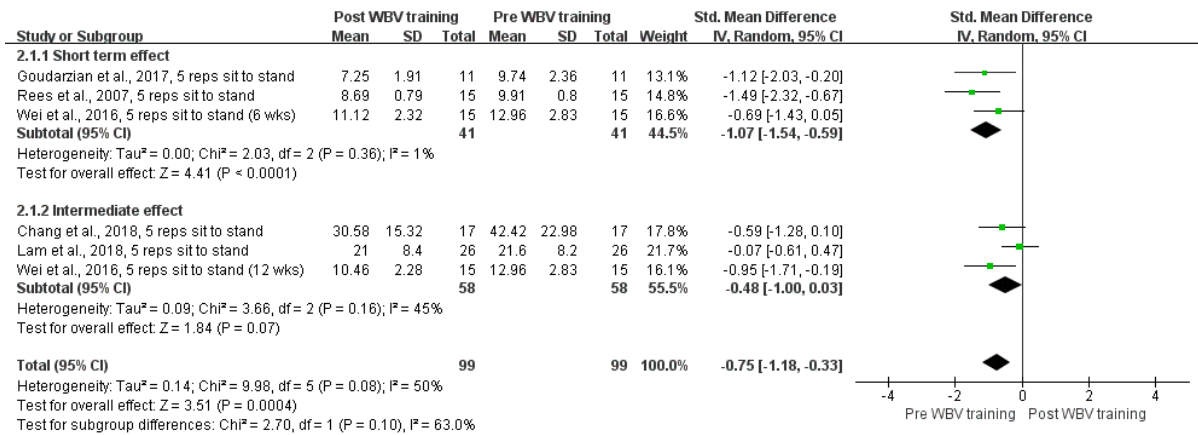 Post WBV training Pre WBV training Std. Mean Difference Std. Mean Difference
Study or Subgroup Mean SD Total Mean SD Total Weight IV, Random, 95% CI IV, Random, 95% CI
2.1.1 Short term effect
Goudarzian et al., 2017, 5 reps sit to stand 7.25 1.91 11 9.74 2.36 11 13.1% -1.12 [-2.03, -0.20]
Rees et al., 2007, 5 reps sit to stand 8.69 0.79 15 9.91 0.8 15 14.8% -1.49 [-2.32, -0.67]
Wei et al., 2016, 5 reps sit to stand (6 wks) 11.12 2.32 15 12.96 2.83 15 16.6% -0.69 [-1.43, 0.05]
Subtotal (95% CI) 41 41 44.5% -1.07 [-1.54, -0.59]
Heterogeneity: Tau² = 0.00; Chi² = 2.03, df = 2 (P = 0.36); I² = 1%
Test for overall effect: Z = 4.41 (P < 0.0001)
2.1.2 Intermediate effect
Chang et al., 2018, 5 reps sit to stand 30.58 15.32 17 42.42 22.98 17 17.8% -0.59 [-1.28, 0.10]
Lam et al., 2018, 5 reps sit to stand 21 8.4 26 21.6 8.2 26 21.7% -0.07 [-0.61, 0.47]
Wei et al., 2016, 5 reps sit to stand (12 wks) 10.46 2.28 15 12.96 2.83 15 16.1% -0.95 [-1.71, -0.19]
Subtotal (95% CI) 58 58 55.5% -0.48 [-1.00, 0.03]
Heterogeneity: Tau² = 0.09; Chi² = 3.66, df = 2 (P = 0.16); I² = 45%
Test for overall effect: Z = 1.84 (P = 0.07)
Total (95% CI) 99 99 100.0% -0.75 [-1.18, -0.33]
Heterogeneity: Tau² = 0.14; Chi² = 9.98, df = 5 (P = 0.08); I² = 50%
Test for overall effect: Z = 3.51 (P = 0.0004)
Test for subgroup differences: Chi² = 2.70, df = 1 (P = 0.10), I² = 63.0%
-4 -2 0 2 4
Pre WBV training Post WBV training